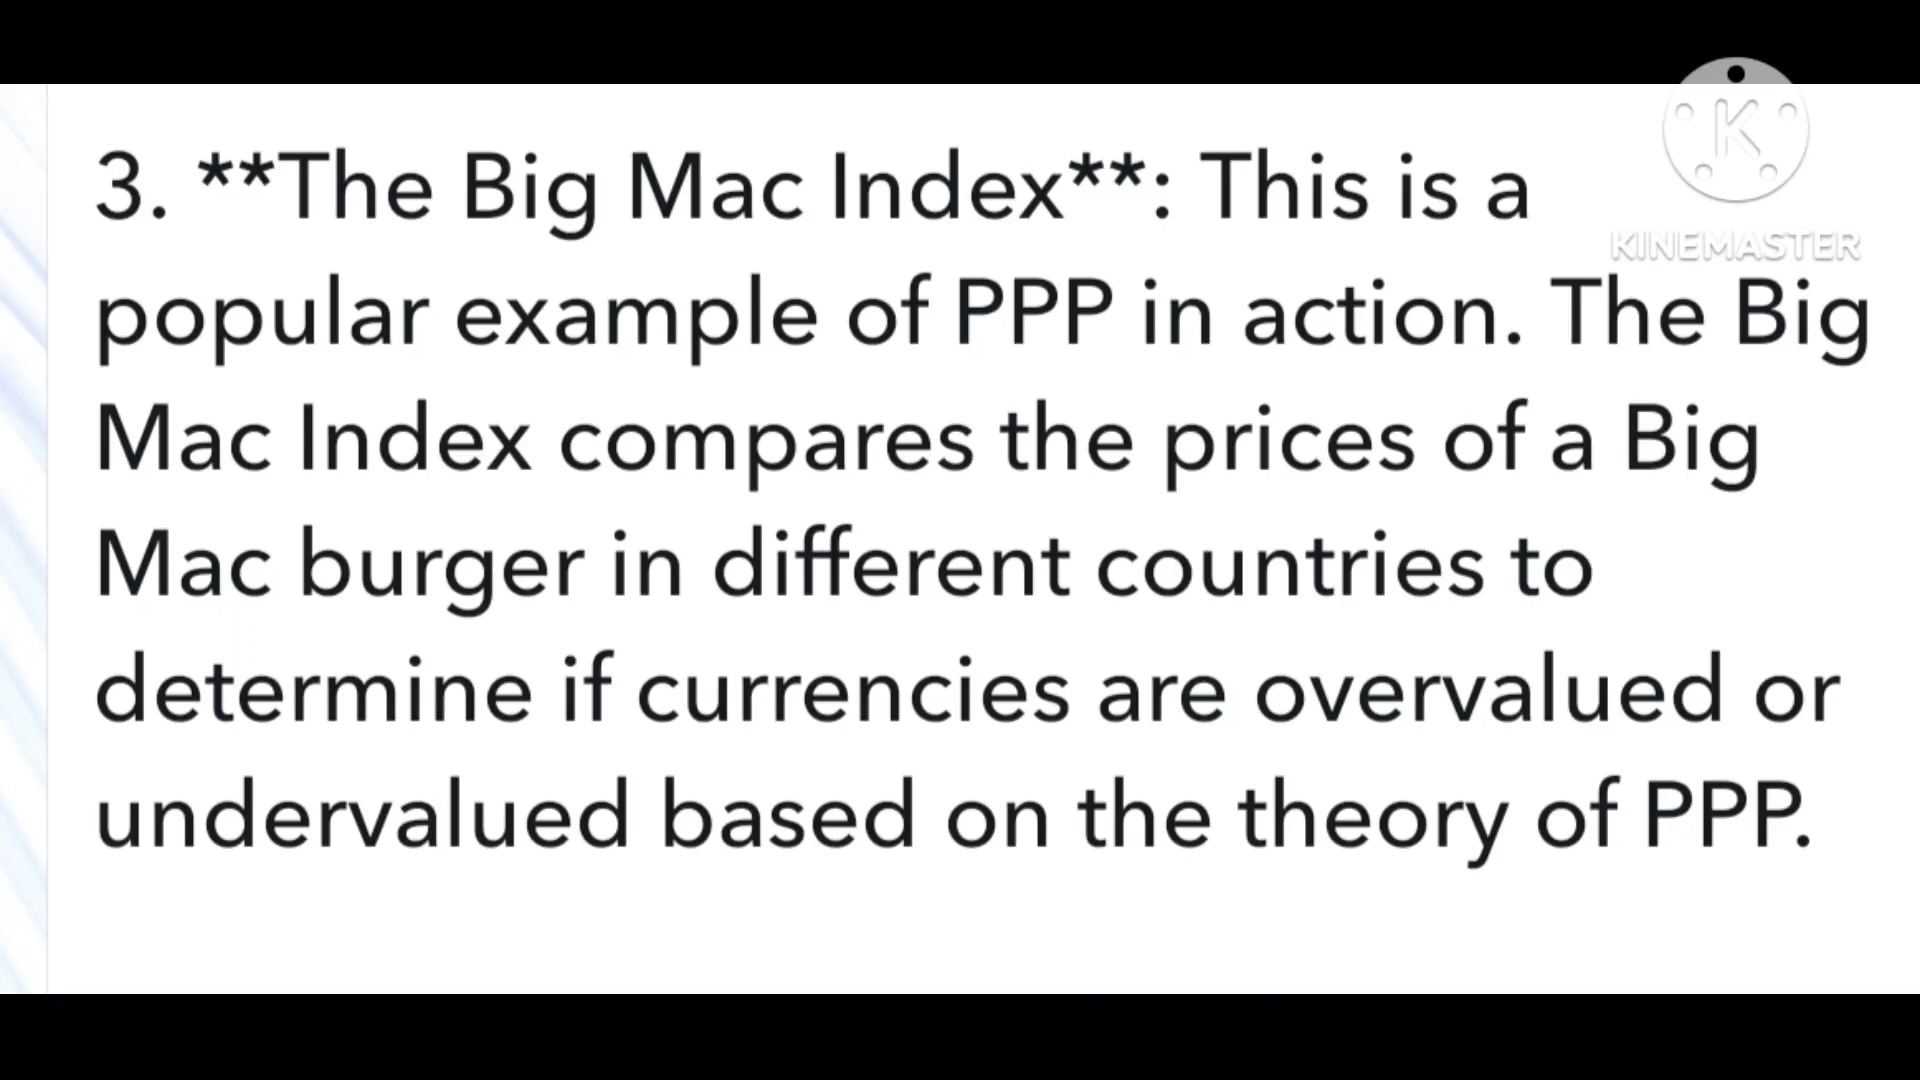 3. **The Big Mac Index**: This is a
popular example of PPP in action. The Big
Mac Index compares the prices of a Big
Mac burger in different countries to
determine if currencies are overvalued or
undervalued based on the theory of PPP.
K
KINEMASTER